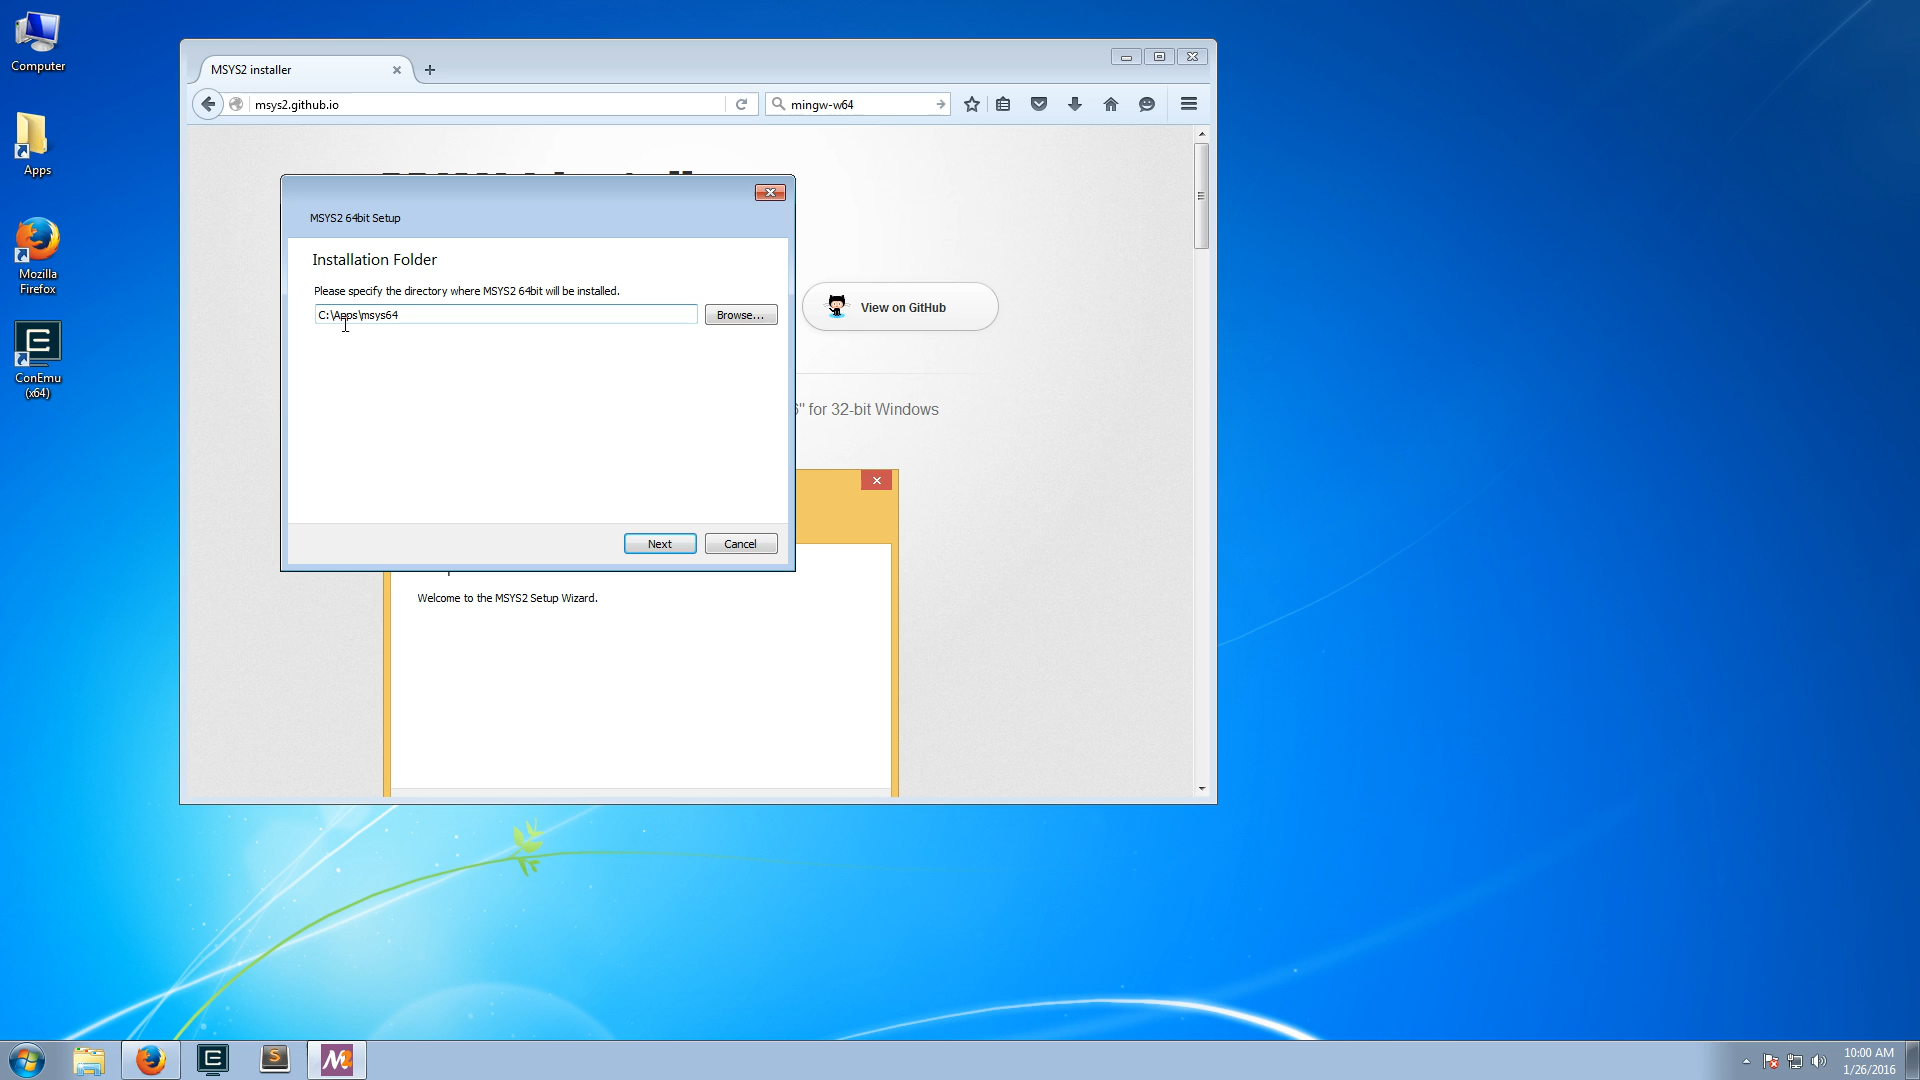 Computer
Apps
Mozilla
Firefox
ConEmu
(x64)
MSYS2 installer
msys2.github.io
mingw-w64
MSYS2 64bit Setup
Installation Folder
Please specify the directory where MSYS2 64bit will be installed.
C:\Apps\msys64
Browse...
View on GitHub
" for 32-bit Windows
Next
Cancel
Welcome to the MSYS2 Setup Wizard.
10:00 AM
1/26/2016